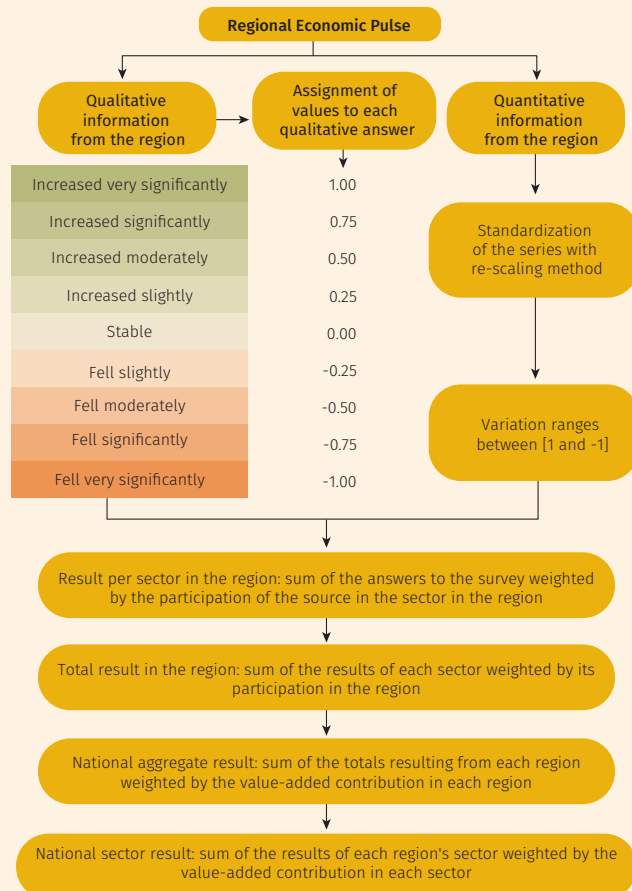 Regional Economic Pulse
Qualitative
information
from the region
Assignment of
values to each
qualitative answer
Quantitative
information
from the region
Increased very significantly
1.00
Increased significantly
0.75
Increased moderately
0.50
Increased slightly
0.25
Stable
0.00
Fell slightly
-0.25
Fell moderately
-0.50
Fell significantly
-0.75
Fell very significantly
-1.00
Standardization
of the series with
re-scaling method
Variation ranges
between [1 and -1]
Result per sector in the region: sum of the answers to the survey weighted
by the participation of the source in the sector in the region
Total result in the region: sum of the results of each sector weighted by its
participation in the region
National aggregate result: sum of the totals resulting from each region
weighted by the value-added contribution in each region
National sector result: sum of the results of each region's sector weighted by the
value-added contribution in each sector